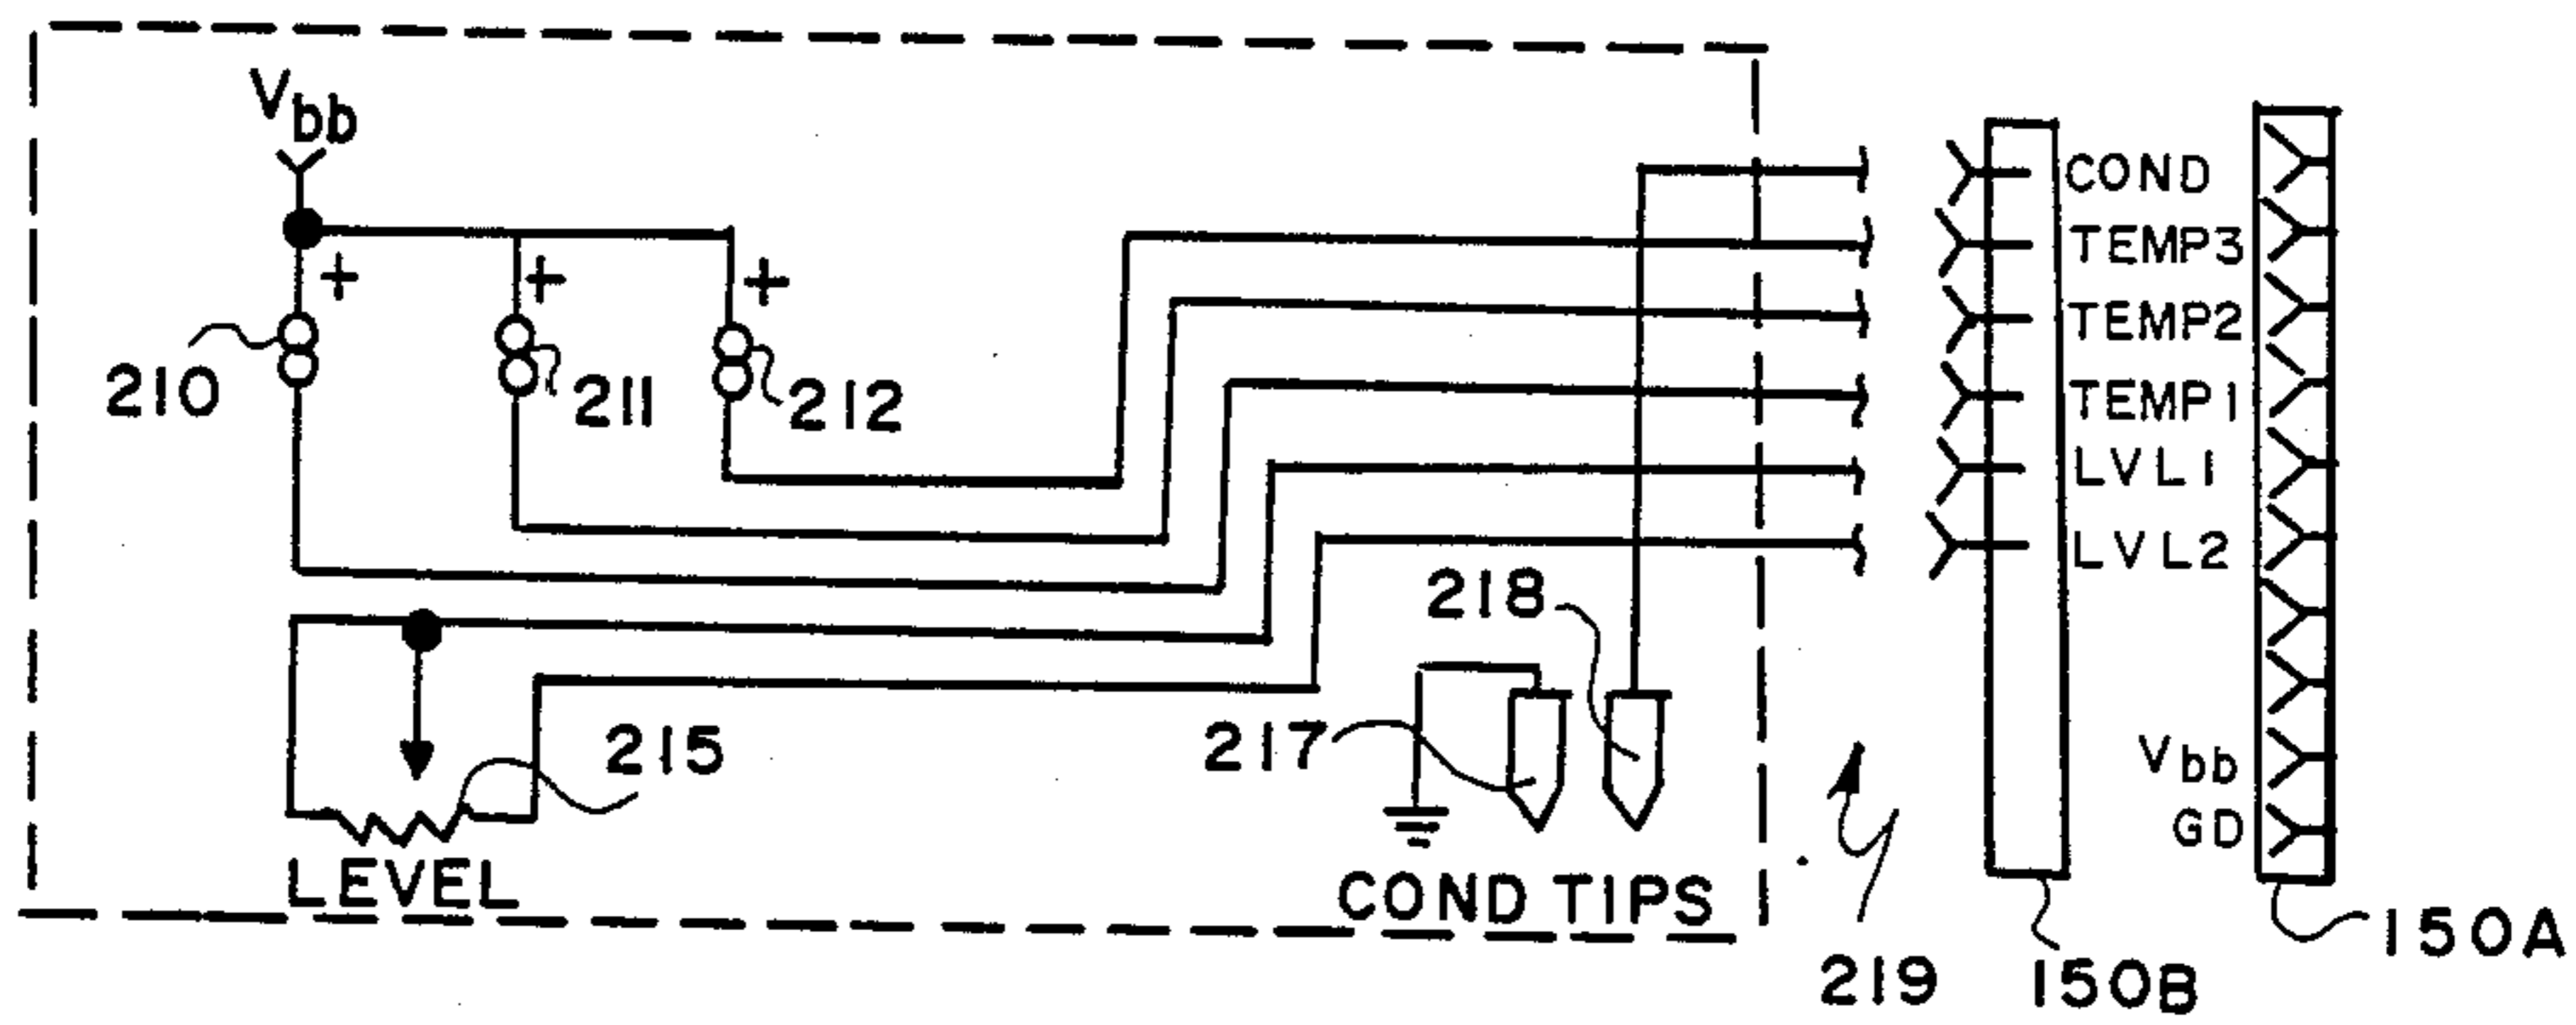 Vbb
+ + +
210 211 212
COND
TEMP3
TEMP2
TEMP1
LVL1
LVL2
218
217
215
Vbb
GD
LEVEL
COND TIPS
219
150B
150A